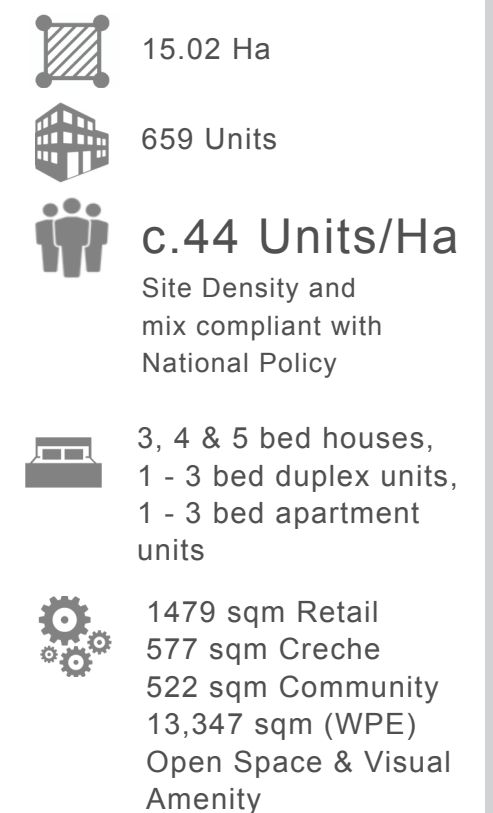 15.02 Ha
659 Units
c.44 Units/Ha
Site Density and
mix compliant with
National Policy
3, 4 & 5 bed houses,
1 - 3 bed duplex units,
1 - 3 bed apartment
units
1479 sqm Retail
577 sqm Creche
522 sqm Community
13,347 sqm (WPE)
Open Space & Visual
Amenity